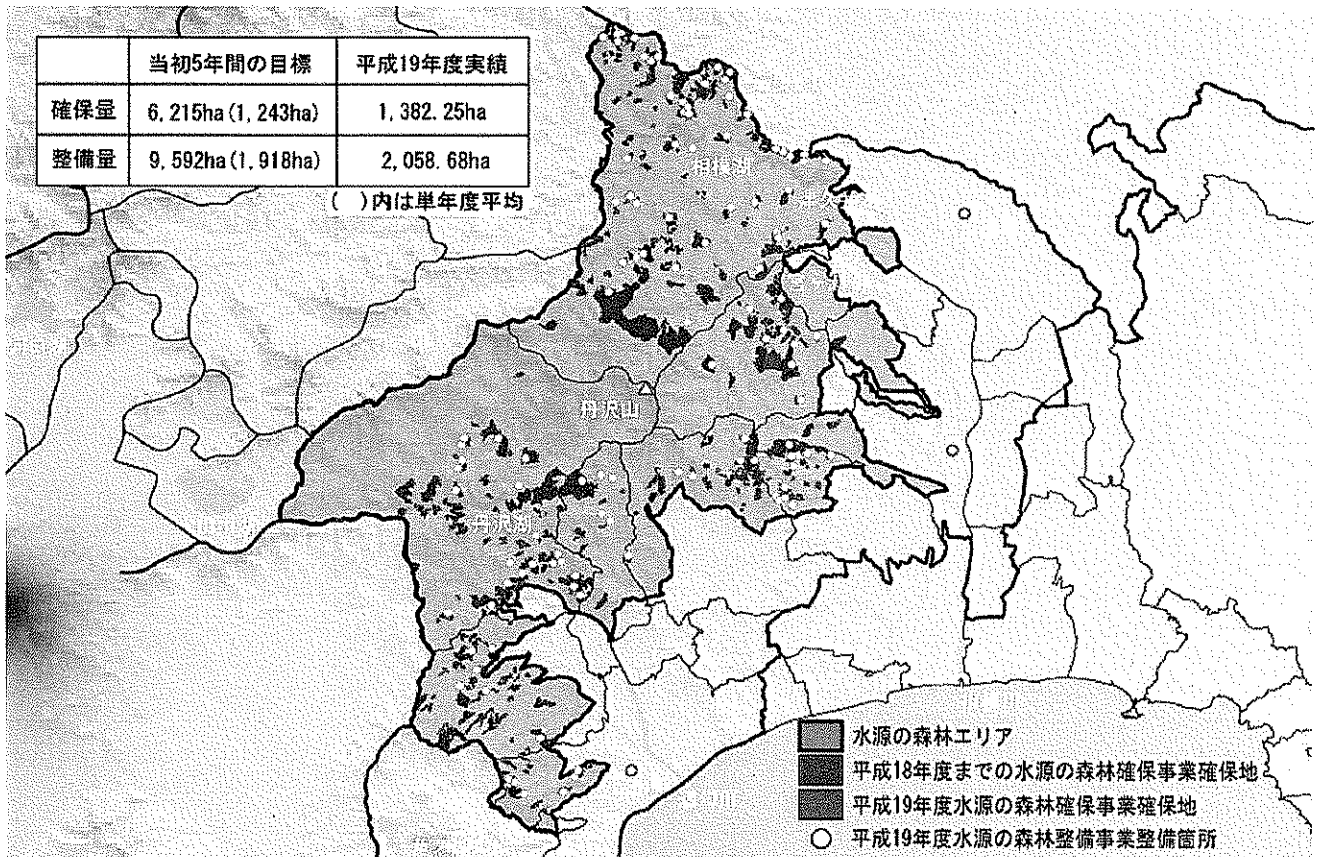 当初5年間の目標 平成19年度実績
確保量 6,215ha(1,243ha) 1,382.25ha
整備量 9,592ha(1,918ha) 2,058.68ha
( )内は単年度平均
相模湖
丹沢山
丹沢湖
水源の森林エリア
平成18年度までの水源の森林確保事業確保地
平成19年度水源の森林確保事業確保地
平成19年度水源の森林整備事業整備箇所